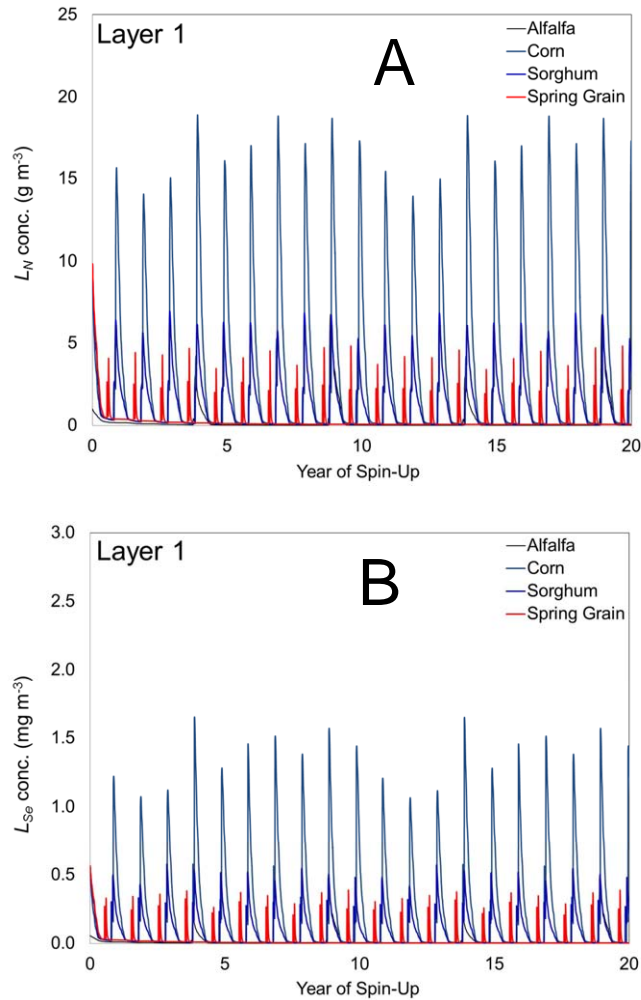 25
Layer 1
A
Alfalfa
Corn
Sorghum
Spring Grain
20
15
10
5
0
L_N conc. (g m⁻³)
0 5 10 15 20
Year of Spin-Up
3.0
Layer 1
B
Alfalfa
Corn
Sorghum
Spring Grain
2.5
2.0
1.5
1.0
0.5
0.0
L_Se conc. (mg m⁻³)
0 5 10 15 20
Year of Spin-Up